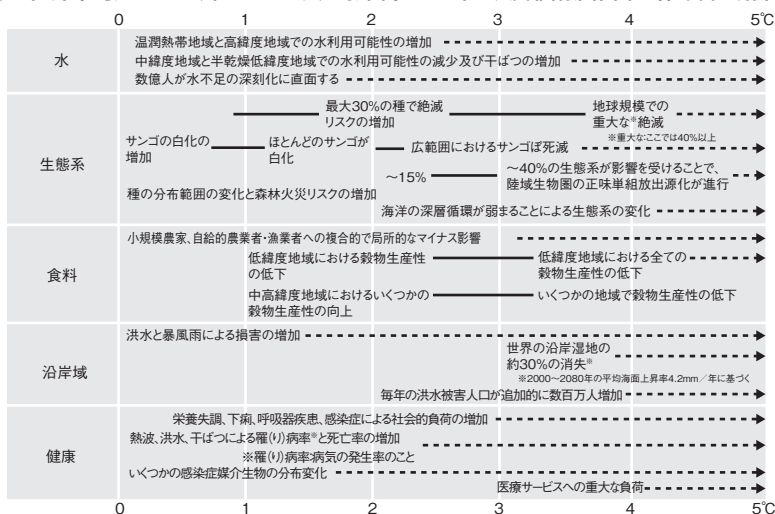 0 1 2 3 4 5℃
水
温潤熱帯地域と高緯度地域での水利用可能性の増加
中緯度地域と半乾燥低緯度地域での水利用可能性の減少及び干ばつの増加
数億人が水不足の深刻化に直面する
生態系
最大30%の種で絶滅
リスクの増加
地球規模での
重大な※絶滅
※重大な:ここでは40%以上
サンゴの白化の
増加
ほとんどのサンゴが
白化
広範囲におけるサンゴぼ死滅
~15%
~40%の生態系が影響を受けることで、
陸域生物圏の正味単組放出源化が進行
種の分布範囲の変化と森林火災リスクの増加
海洋の深層循環が弱まることによる生態系の変化
食料
小規模農家、自給的農業者・漁業者への複合的で局所的なマイナス影響
低緯度地域における穀物生産性
の低下
低緯度地域における全ての
穀物生産性の低下
中高緯度地域におけるいくつかの
穀物生産性の向上
いくつかの地域で穀物生産性の低下
沿岸域
洪水と暴風雨による損害の増加
世界の沿岸湿地の
約30%の消失※
※2000~2080年の平均海面上昇率4.2mm/年に基づく
毎年の洪水被害人口が追加的に数百万人増加
健康
栄養失調、下痢、呼吸器疾患、感染症による社会的負荷の増加
熱波、洪水、干ばつによる罹(り)病率※と死亡率の増加
※罹(り)病率:病気の発生率のこと
いくつかの感染症媒介生物の分布変化
医療サービスへの重大な負荷
0 1 2 3 4 5℃